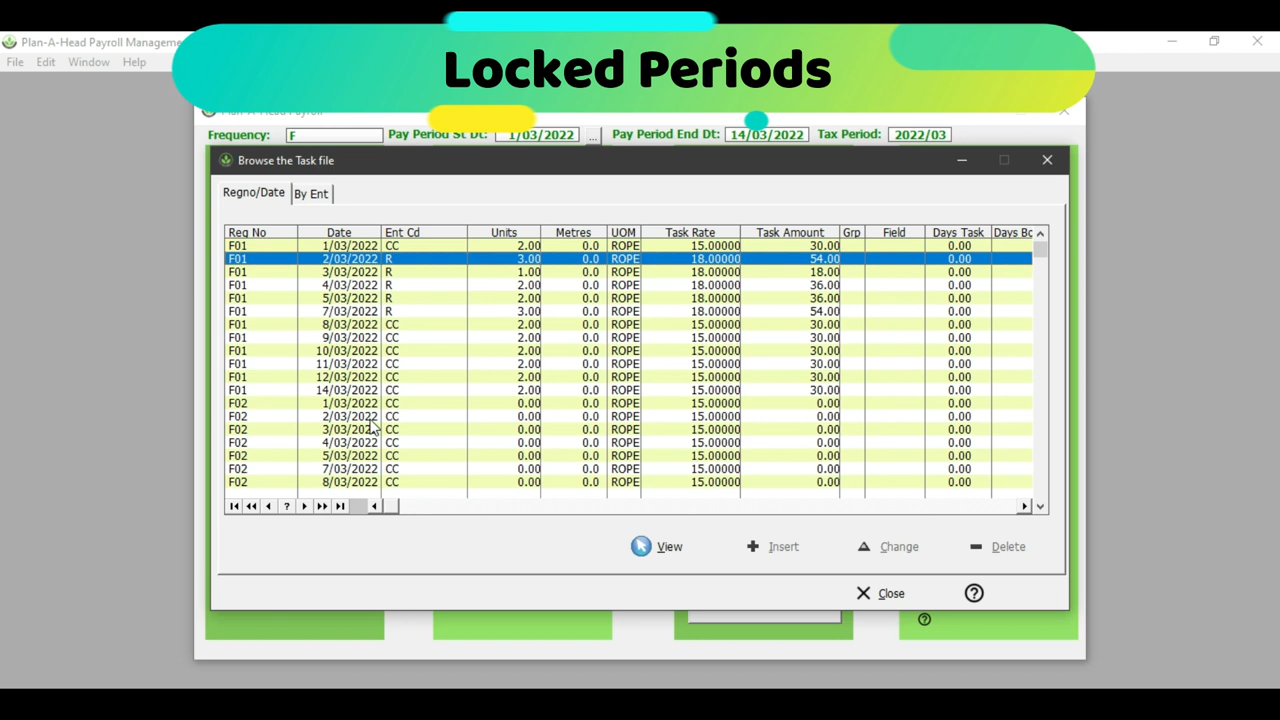 Plan-A-Head Payroll Manageme
Locked Periods
File Edit Window Help
Frequency: F Pay Period St Dt: 1/03/2022 ... Pay Period End Dt: 14/03/2022 Tax Period: 2022/03
Browse the Task file
Regno/Date By Ent
Reg No Date Ent Cd Units Metres UOM Task Rate Task Amount Grp Field Days Task Days Bo
F01 1/03/2022 CC 2.00 0.0 ROPE 15.00000 30.00 0.00
F01 2/03/2022 R 3.00 0.0 ROPE 18.00000 54.00 0.00
F01 3/03/2022 R 1.00 0.0 ROPE 18.00000 18.00 0.00
F01 4/03/2022 R 2.00 0.0 ROPE 18.00000 36.00 0.00
F01 5/03/2022 R 2.00 0.0 ROPE 18.00000 36.00 0.00
F01 7/03/2022 R 3.00 0.0 ROPE 18.00000 54.00 0.00
F01 8/03/2022 CC 2.00 0.0 ROPE 15.00000 30.00 0.00
F01 9/03/2022 CC 2.00 0.0 ROPE 15.00000 30.00 0.00
F01 10/03/2022 CC 2.00 0.0 ROPE 15.00000 30.00 0.00
F01 11/03/2022 CC 2.00 0.0 ROPE 15.00000 30.00 0.00
F01 12/03/2022 CC 2.00 0.0 ROPE 15.00000 30.00 0.00
F01 14/03/2022 CC 2.00 0.0 ROPE 15.00000 30.00 0.00
F02 1/03/2022 CC 0.00 0.0 ROPE 15.00000 0.00 0.00
F02 2/03/2022 CC 0.00 0.0 ROPE 15.00000 0.00 0.00
F02 3/03/2022 CC 0.00 0.0 ROPE 15.00000 0.00 0.00
F02 4/03/2022 CC 0.00 0.0 ROPE 15.00000 0.00 0.00
F02 5/03/2022 CC 0.00 0.0 ROPE 15.00000 0.00 0.00
F02 7/03/2022 CC 0.00 0.0 ROPE 15.00000 0.00 0.00
F02 8/03/2022 CC 0.00 0.0 ROPE 15.00000 0.00 0.00
View Insert Change Delete
Close